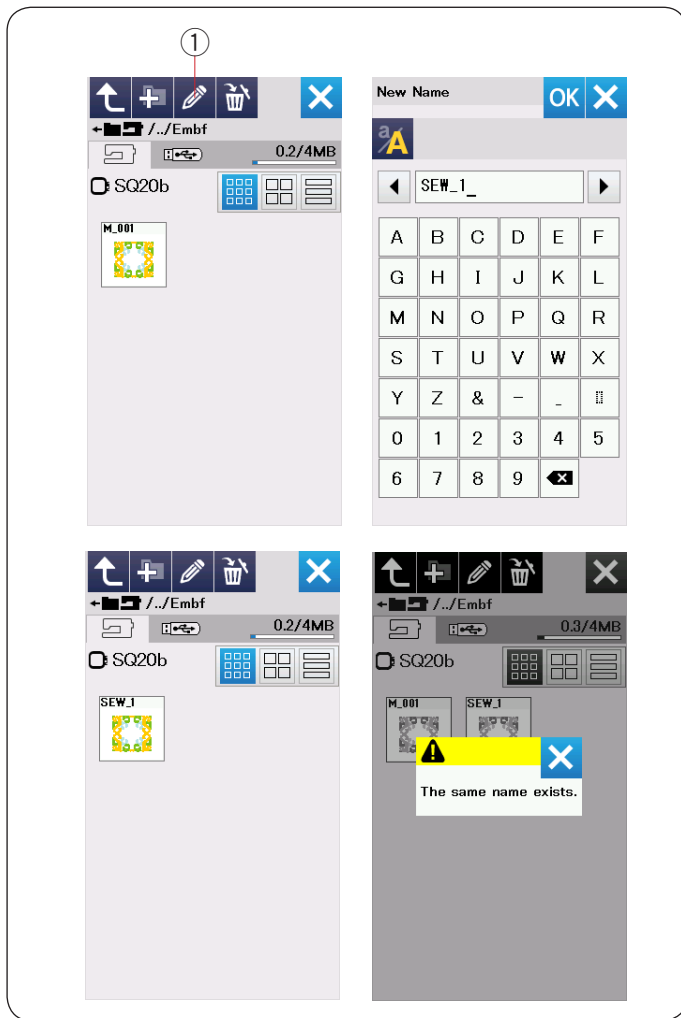 ①
/../Embf
0.2/4MB
SQ20b
M_001
New Name
OK
a/A
SEW_1_
A B C D E F
G H I J K L
M N O P Q R
S T U V W X
Y Z & – _
0 1 2 3 4 5
6 7 8 9
/../Embf
0.2/4MB
SQ20b
SEW_1
/../Embf
0.3/4MB
SQ20b
M_001 SEW_1
The same name exists.